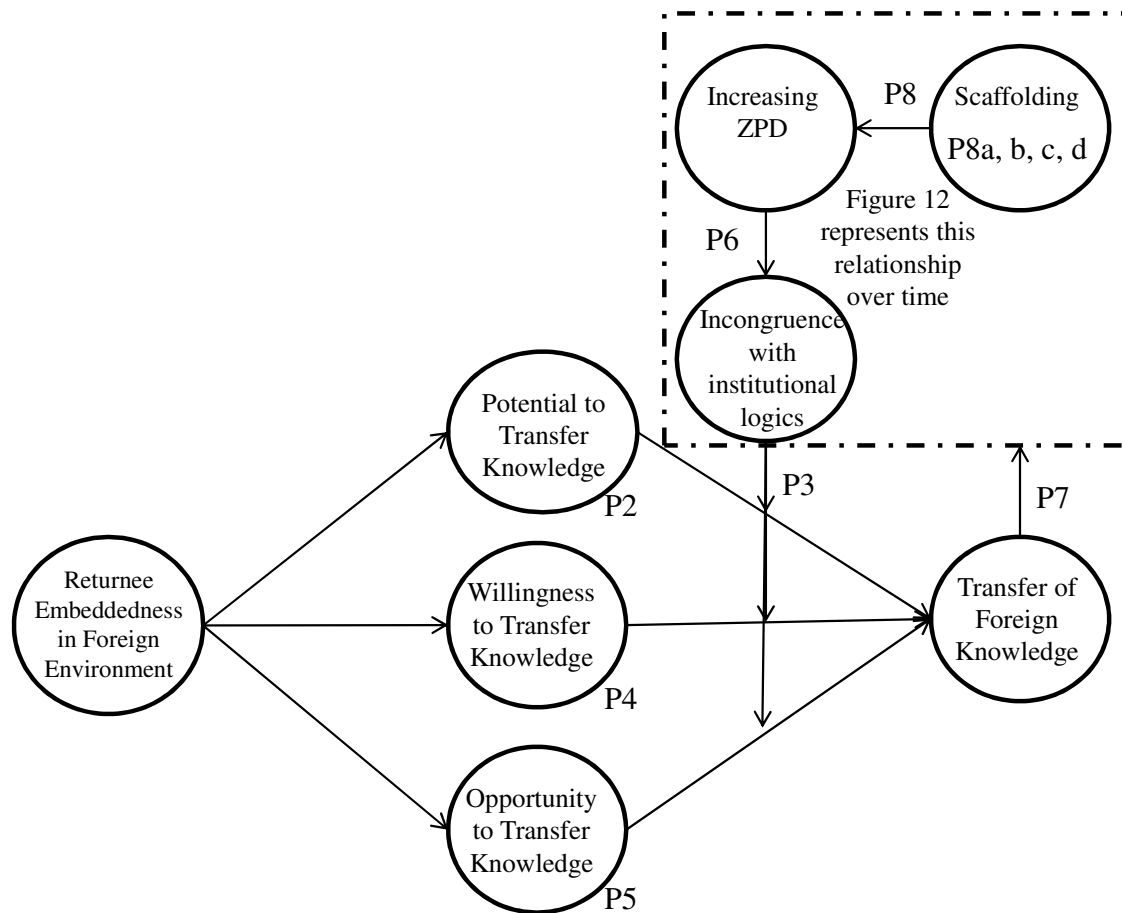 Increasing
ZPD
P8
Scaffolding
P8a, b, c, d
P6
Figure 12
represents this
relationship
over time
Incongruence
with
institutional
logics
P3
P7
Potential to
Transfer
Knowledge
P2
Returnee
Embeddedness
in Foreign
Environment
Willingness
to Transfer
Knowledge
P4
Transfer of
Foreign
Knowledge
Opportunity
to Transfer
Knowledge
P5